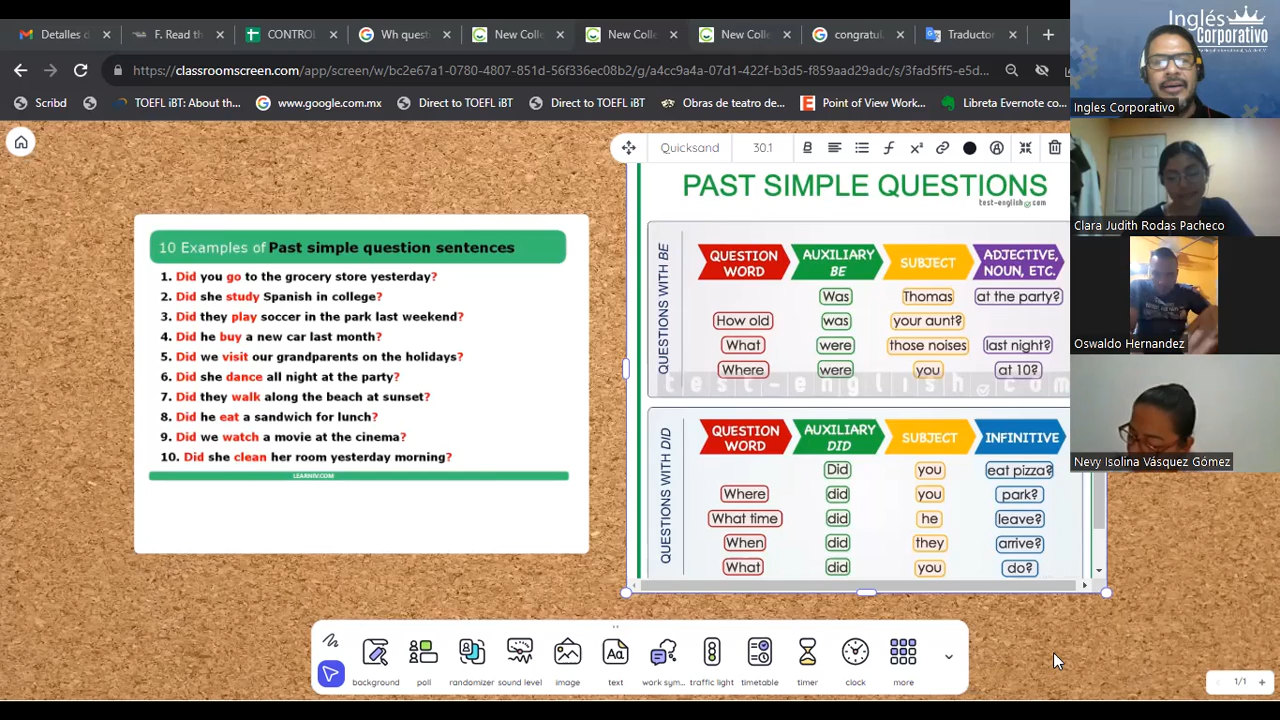 Detalles d
F. Read th
CONTROL
Wh quest
New Colle
New Colle
New Colle
congratul
Traductor
https://classroomscreen.com/app/screen/w/bc2e67a1-0780-4807-851d-56f336ec08b2/g/a4cc9a4a-07d1-422f-b3d5-f859aad29adc/s/3fad5ff5-e5d...
Scribd
TOEFL iBT: About th...
www.google.com.mx
Direct to TOEFL iBT
Direct to TOEFL iBT
Obras de teatro de...
Point of View Work...
Libreta Evernote co...
Inglés
Corporativo
Ingles Corporativo
Clara Judith Rodas Pacheco
Oswaldo Hernandez
Nevy Isolina Vásquez Gómez
10 Examples of Past simple question sentences
1. Did you go to the grocery store yesterday?
2. Did she study Spanish in college?
3. Did they play soccer in the park last weekend?
4. Did he buy a new car last month?
5. Did we visit our grandparents on the holidays?
6. Did she dance all night at the party?
7. Did they walk along the beach at sunset?
8. Did he eat a sandwich for lunch?
9. Did we watch a movie at the cinema?
10. Did she clean her room yesterday morning?
LEARNIV.COM
Quicksand 30.1
PAST SIMPLE QUESTIONS
test-english.com
QUESTIONS WITH BE
QUESTION WORD AUXILIARY BE SUBJECT ADJECTIVE, NOUN, ETC.
Was Thomas at the party?
How old was your aunt?
What were those noises last night?
Where were you at 10?
test-english.com
QUESTIONS WITH DID
QUESTION WORD AUXILIARY DID SUBJECT INFINITIVE
Did you eat pizza?
Where did you park?
What time did he leave?
When did they arrive?
What did you do?
background
poll
randomizer
sound level
image
Aa
text
work sym...
traffic light
timetable
timer
clock
more
1/1